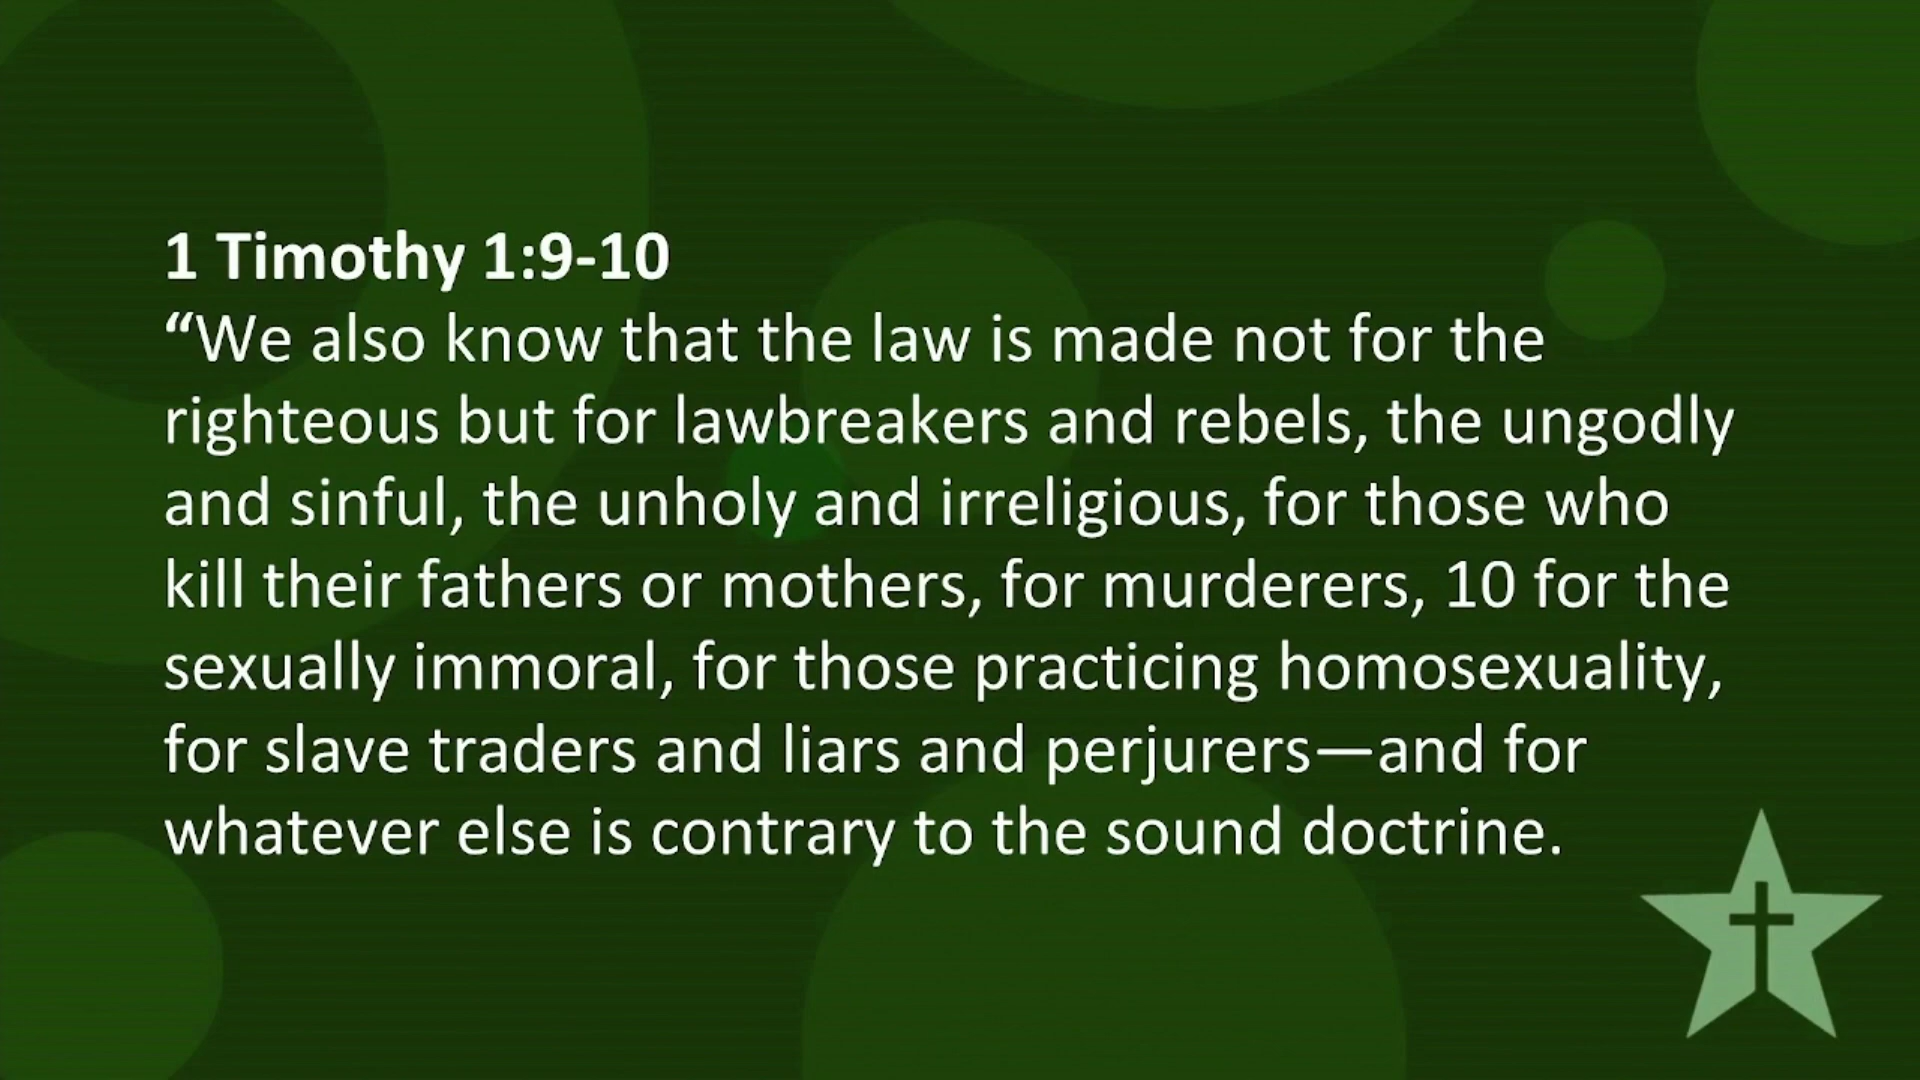 1 Timothy 1:9-10
“We also know that the law is made not for the
righteous but for lawbreakers and rebels, the ungodly
and sinful, the unholy and irreligious, for those who
kill their fathers or mothers, for murderers, 10 for the
sexually immoral, for those practicing homosexuality,
for slave traders and liars and perjurers—and for
whatever else is contrary to the sound doctrine.